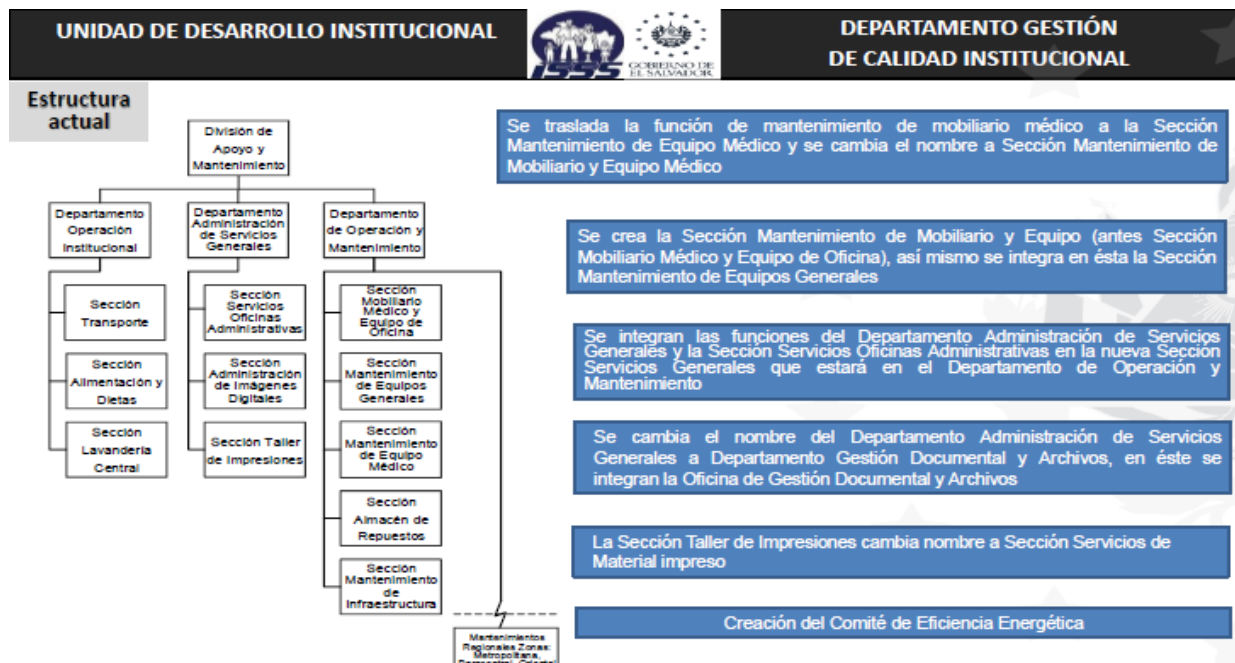 UNIDAD DE DESARROLLO INSTITUCIONAL
ISSS
GOBIERNO DE
EL SALVADOR
DEPARTAMENTO GESTIÓN
DE CALIDAD INSTITUCIONAL
Estructura
actual
División de
Apoyo y
Mantenimiento
Departamento
Operación
Institucional
Departamento
Administración
de Servicios
Generales
Departamento
de Operación y
Mantenimiento
Sección
Transporte
Sección
Servicios
Oficinas
Administrativas
Sección
Mobiliario
Médico y
Equipo de
Oficina
Sección
Alimentación y
Dietas
Sección
Administración
de Imágenes
Digitales
Sección
Mantenimiento
de Equipos
Generales
Sección
Lavandería
Central
Sección Taller
de Impresiones
Sección
Mantenimiento
de Equipo
Médico
Sección
Almacén de
Repuestos
Sección
Mantenimiento
de
Infraestructura
Mantenimientos
Regionales Zonas:
Metropolitana,
Paracentral, Oriental
Se traslada la función de mantenimiento de mobiliario médico a la Sección
Mantenimiento de Equipo Médico y se cambia el nombre a Sección Mantenimiento de
Mobiliario y Equipo Médico
Se crea la Sección Mantenimiento de Mobiliario y Equipo (antes Sección
Mobiliario Médico y Equipo de Oficina), así mismo se integra en ésta la Sección
Mantenimiento de Equipos Generales
Se integran las funciones del Departamento Administración de Servicios
Generales y la Sección Servicios Oficinas Administrativas en la nueva Sección
Servicios Generales que estará en el Departamento de Operación y
Mantenimiento
Se cambia el nombre del Departamento Administración de Servicios
Generales a Departamento Gestión Documental y Archivos, en éste se
integran la Oficina de Gestión Documental y Archivos
La Sección Taller de Impresiones cambia nombre a Sección Servicios de
Material impreso
Creación del Comité de Eficiencia Energética